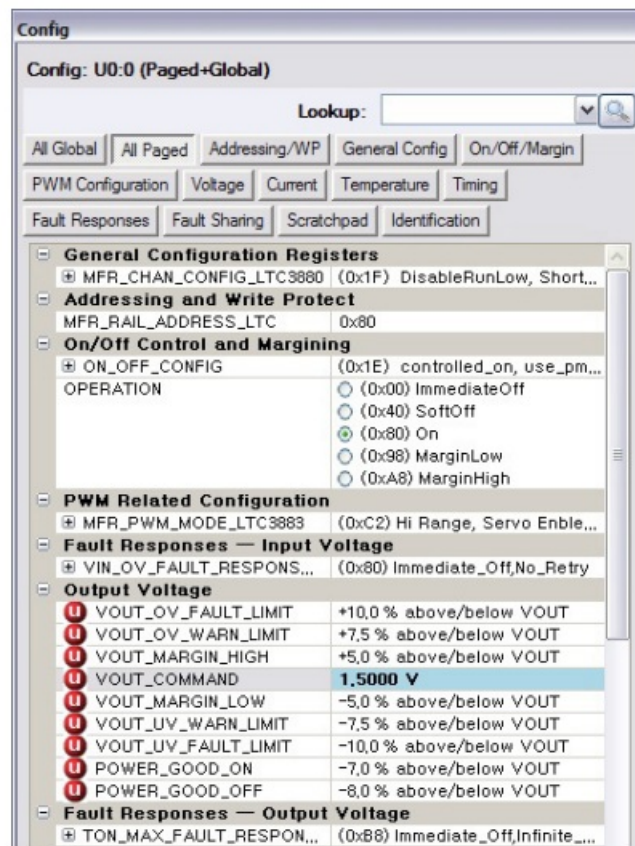 Config
Config: U0:0 (Paged+Global)
Lookup:
All Global All Paged Addressing/WP General Config On/Off/Margin
PWM Configuration Voltage Current Temperature Timing
Fault Responses Fault Sharing Scratchpad Identification
General Configuration Registers
MFR_CHAN_CONFIG_LTC3880 (0x1F) DisableRunLow, Short...
Addressing and Write Protect
MFR_RAIL_ADDRESS_LTC 0x80
On/Off Control and Margining
ON_OFF_CONFIG (0x1E) controlled_on, use_pm...
OPERATION (0x00) ImmediateOff
(0x40) SoftOff
(0x80) On
(0x98) MarginLow
(0xA8) MarginHigh
PWM Related Configuration
MFR_PWM_MODE_LTC3883 (0xC2) Hi Range, Servo Enble...
Fault Responses — Input Voltage
VIN_OV_FAULT_RESPONS... (0x80) Immediate_Off,No_Retry
Output Voltage
u VOUT_OV_FAULT_LIMIT +10,0 % above/below VOUT
u VOUT_OV_WARN_LIMIT +7,5 % above/below VOUT
u VOUT_MARGIN_HIGH +5,0 % above/below VOUT
u VOUT_COMMAND 1,5000 V
u VOUT_MARGIN_LOW -5,0 % above/below VOUT
u VOUT_UV_WARN_LIMIT -7,5 % above/below VOUT
u VOUT_UV_FAULT_LIMIT -10,0 % above/below VOUT
u POWER_GOOD_ON -7,0 % above/below VOUT
u POWER_GOOD_OFF -8,0 % above/below VOUT
Fault Responses — Output Voltage
TON_MAX_FAULT_RESPON... (0xB8) Immediate_Off,Infinite_...